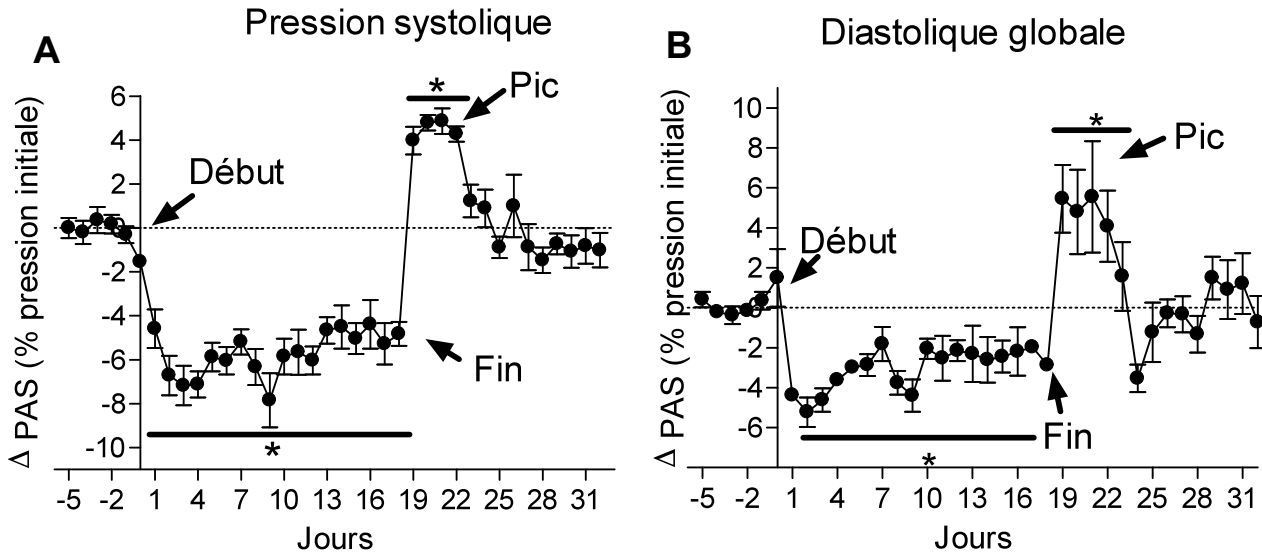 A
Pression systolique
Δ PAS (% pression initiale)
6
4
2
0
-2
-4
-6
-8
-10
Début
*
Pic
Fin
*
-5 -2 1 4 7 10 13 16 19 22 25 28 31
Jours
B
Diastolique globale
Δ PAS (% pression initiale)
10
8
6
4
2
0
-2
-4
-6
Début
*
Pic
Fin
*
-5 -2 1 4 7 10 13 16 19 22 25 28 31
Jours